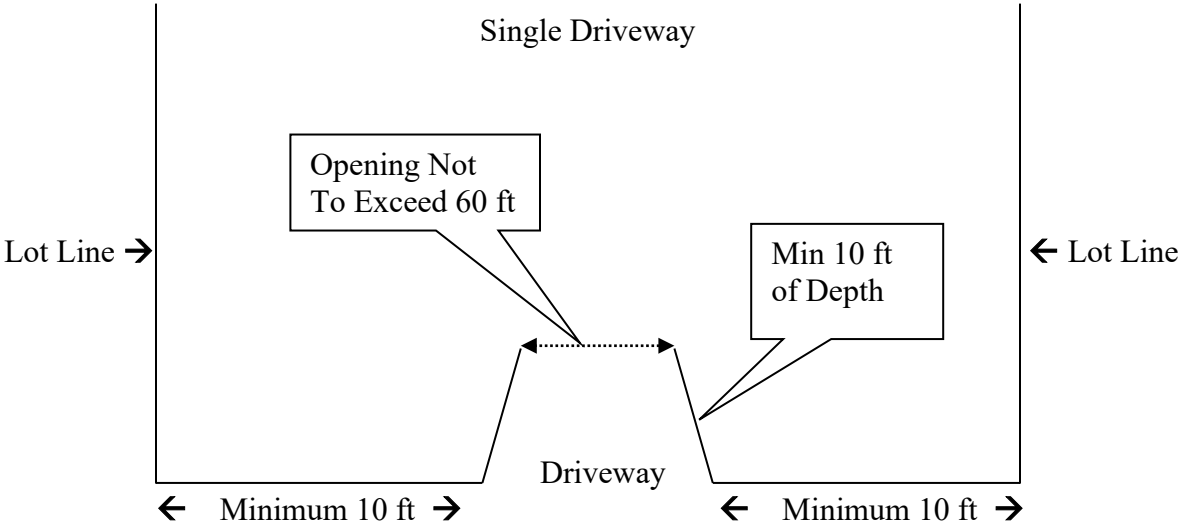 Single Driveway
Opening Not
To Exceed 60 ft
Lot Line →
Min 10 ft
of Depth
← Lot Line
Driveway
← Minimum 10 ft →
← Minimum 10 ft →